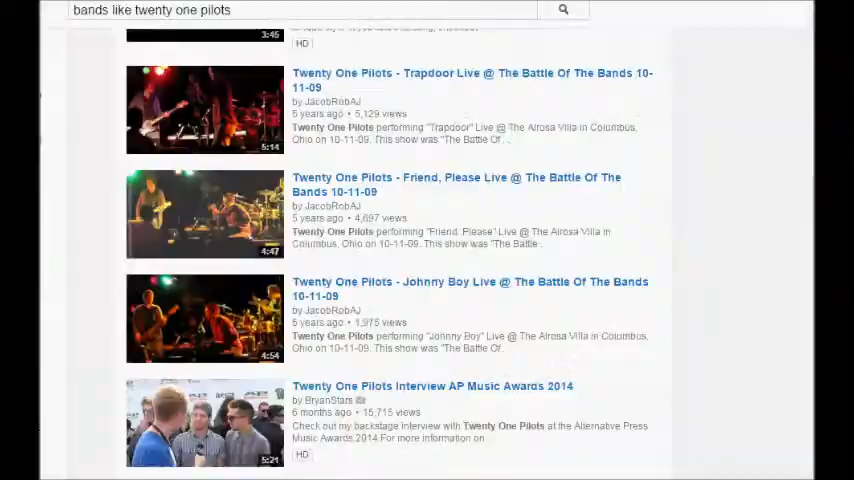 bands like twenty one pilots
3:45
HD
Twenty One Pilots - Trapdoor Live @ The Battle Of The Bands 10-
11-09
by JacobRobAJ
5 years ago • 5,129 views
Twenty One Pilots performing "Trapdoor" Live @ The Alrosa Villa in Columbus,
Ohio on 10-11-09. This show was "The Battle Of ...
5:14
Twenty One Pilots - Friend, Please Live @ The Battle Of The
Bands 10-11-09
by JacobRobAJ
5 years ago • 4,697 views
Twenty One Pilots performing "Friend, Please" Live @ The Alrosa Villa in
Columbus, Ohio on 10-11-09. This show was "The Battle...
4:47
Twenty One Pilots - Johnny Boy Live @ The Battle Of The Bands
10-11-09
by JacobRobAJ
5 years ago • 1,975 views
Twenty One Pilots performing "Johnny Boy" Live @ The Alrosa Villa in Columbus,
Ohio on 10-11-09. This show was "The Battle Of.
4:54
Twenty One Pilots Interview AP Music Awards 2014
by BryanStars
6 months ago • 15,715 views
Check out my backstage interview with Twenty One Pilots at the Alternative Press
Music Awards 2014 For more information on
5:21
HD